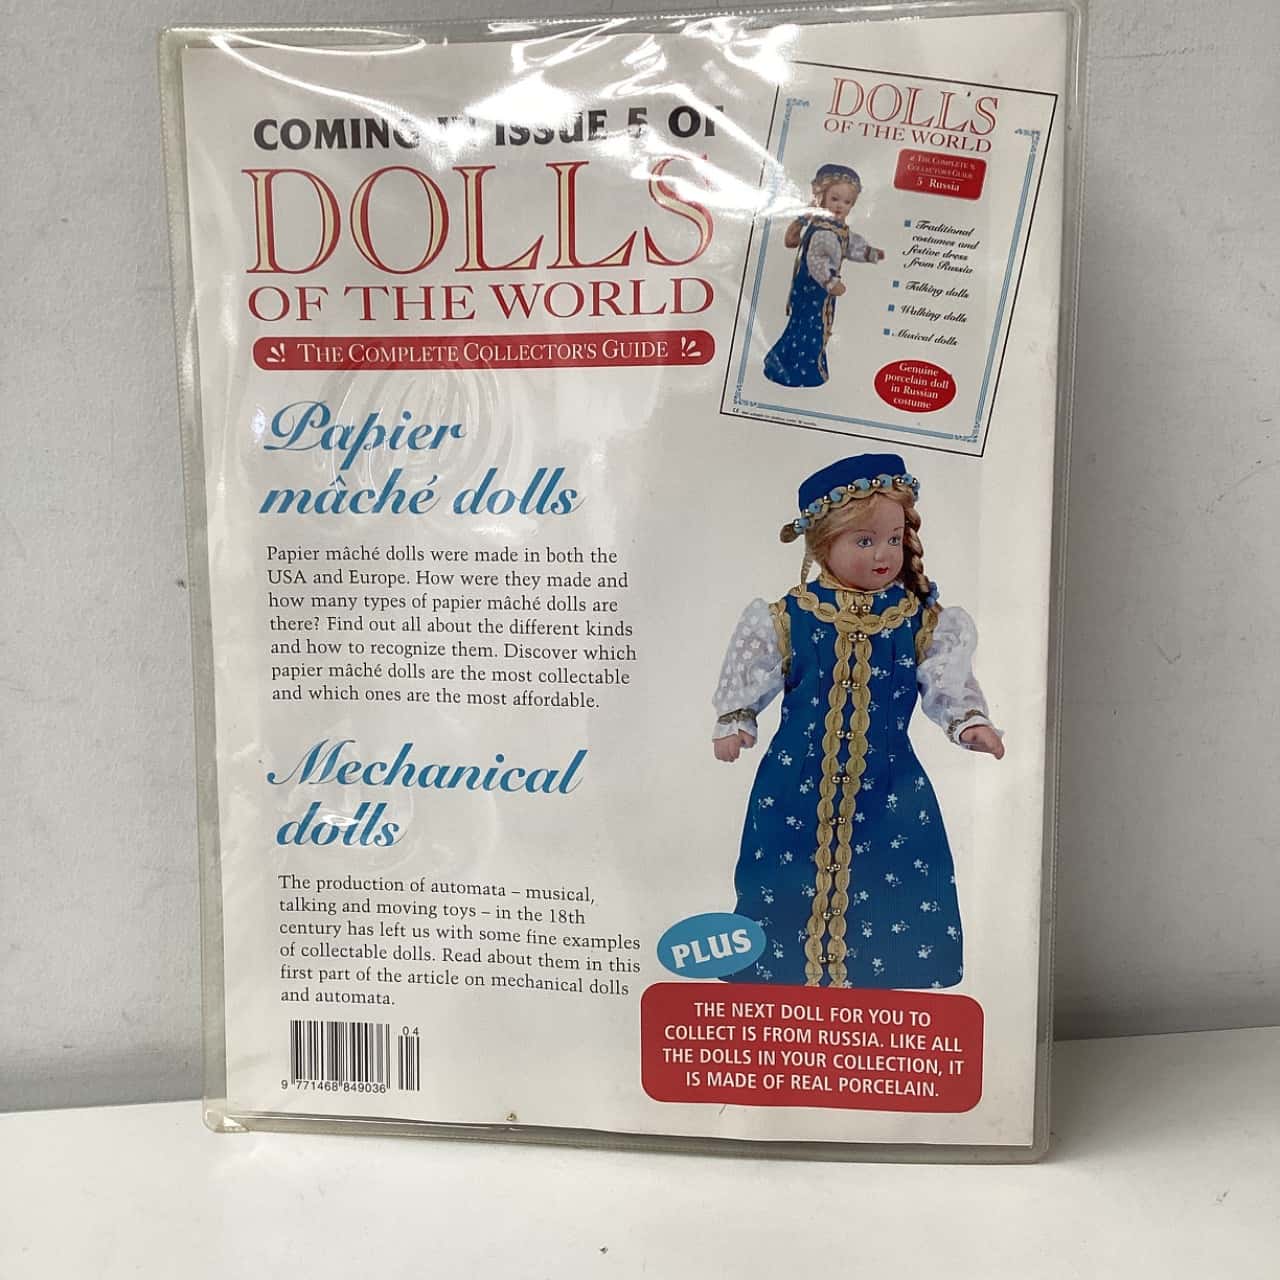 COMING IN ISSUE 5 OF
DOLLS
OF THE WORLD
THE COMPLETE COLLECTOR'S GUIDE
Papier
mâché dolls
Papier mâché dolls were made in both the
USA and Europe. How were they made and
how many types of papier mâché dolls are
there? Find out all about the different kinds
and how to recognize them. Discover which
papier mâché dolls are the most collectable
and which ones are the most affordable.
Mechanical
dolls
The production of automata – musical,
talking and moving toys – in the 18th
century has left us with some fine examples
of collectable dolls. Read about them in this
first part of the article on mechanical dolls
and automata.
04
9 771468 849036
DOLLS
OF THE WORLD
THE COMPLETE
COLLECTOR'S GUIDE
5 Russia
Traditional
costumes and
festive dress
from Russia
Talking dolls
Walking dolls
Musical dolls
Genuine
porcelain doll
in Russian
costume
PLUS
THE NEXT DOLL FOR YOU TO
COLLECT IS FROM RUSSIA. LIKE ALL
THE DOLLS IN YOUR COLLECTION, IT
IS MADE OF REAL PORCELAIN.